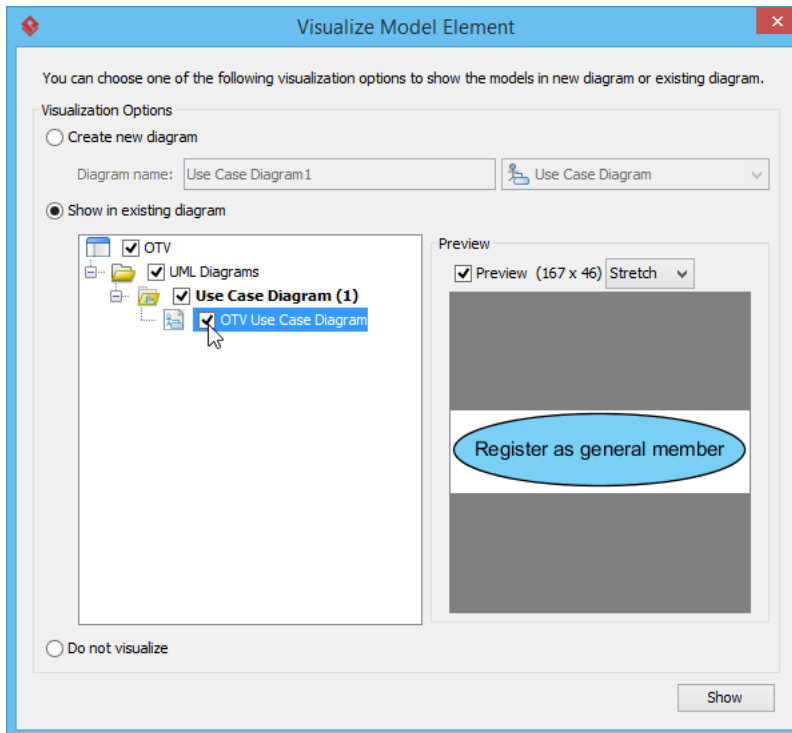 Visualize Model Element
You can choose one of the following visualization options to show the models in new diagram or existing diagram.
Visualization Options
Create new diagram
Diagram name: Use Case Diagram1 Use Case Diagram
Show in existing diagram
OTV
UML Diagrams
Use Case Diagram (1)
OTV Use Case Diagram
Preview
Preview (167 x 46) Stretch
Register as general member
Do not visualize
Show